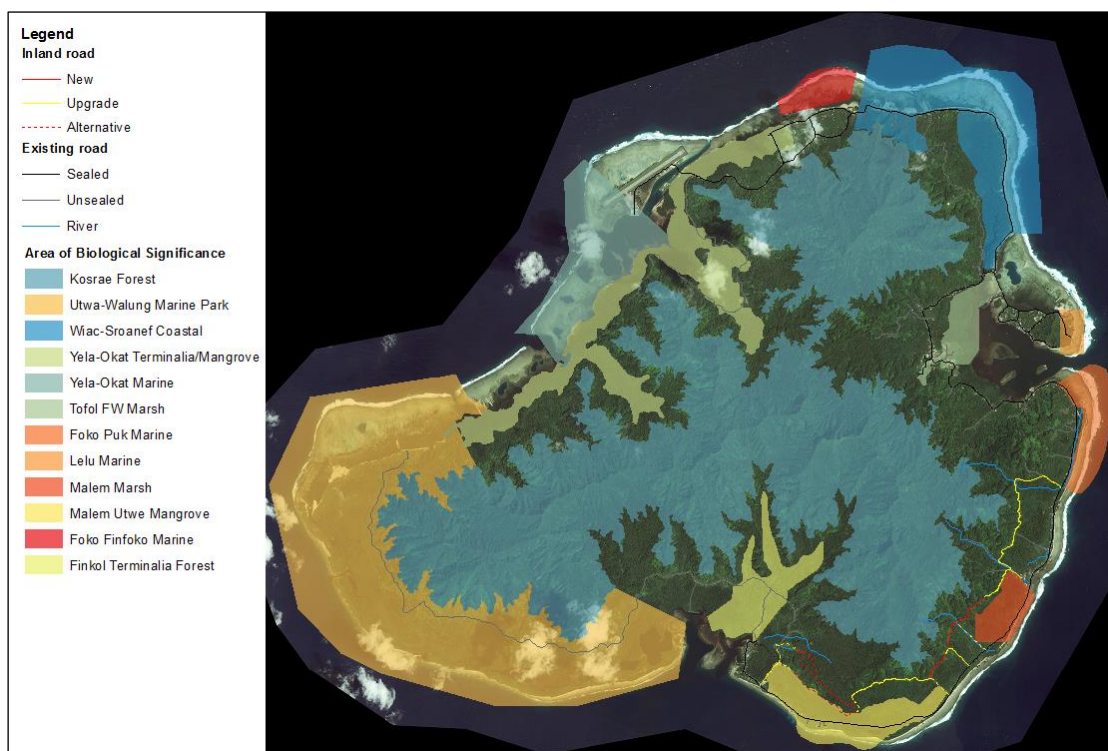 Legend
Inland road
New
Upgrade
Alternative
Existing road
Sealed
Unsealed
River
Area of Biological Significance
Kosrae Forest
Utwa-Walung Marine Park
Wiac-Sroanef Coastal
Yela-Okat Terminalia/Mangrove
Yela-Okat Marine
Tofol FW Marsh
Foko Puk Marine
Lelu Marine
Malem Marsh
Malem Utwe Mangrove
Foko Finfoko Marine
Finkol Terminalia Forest